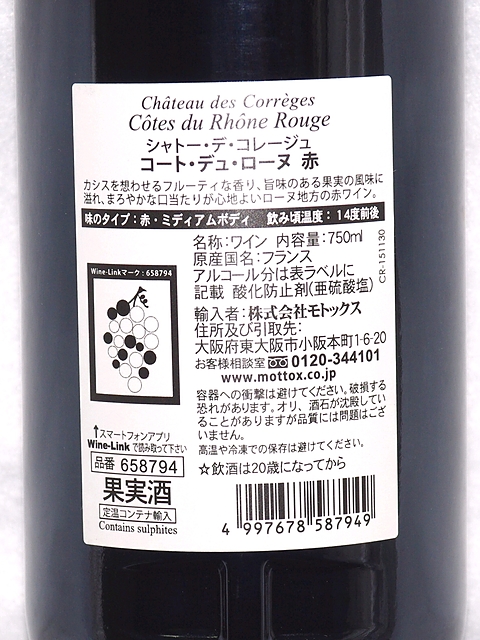 Château des Corrèges
Côtes du Rhône Rouge
シャトー・デ・コレージュ
コート・デュ・ローヌ 赤
カシスを想わせるフルーティな香り、旨味のある果実の風味に
溢れ、まろやかな口当たりが心地よいローヌ地方の赤ワイン。
味のタイプ：赤・ミディアムボディ 飲み頃温度：14度前後
名称：ワイン 内容量：750ml
原産国名：フランス
アルコール分は表ラベルに
記載 酸化防止剤(亜硫酸塩)
輸入者：株式会社モトックス
住所及び引取先：
大阪府東大阪市小阪本町1-6-20
お客様相談室 0120-344101
www.mottox.co.jp
CR-151130
Wine-Linkマーク：658794
容器への衝撃は避けてください。破損する
恐れがあります。オリ、酒石が沈殿してい
ることがありますが品質には問題はござ
いません。
高温や冷凍での保存は避けてください。
☆飲酒は20歳になってから
↑スマートフォンアプリ
Wine-Link で読み取って下さい
品番 658794
果実酒
定温コンテナ輸入
Contains sulphites
4 997678 587949